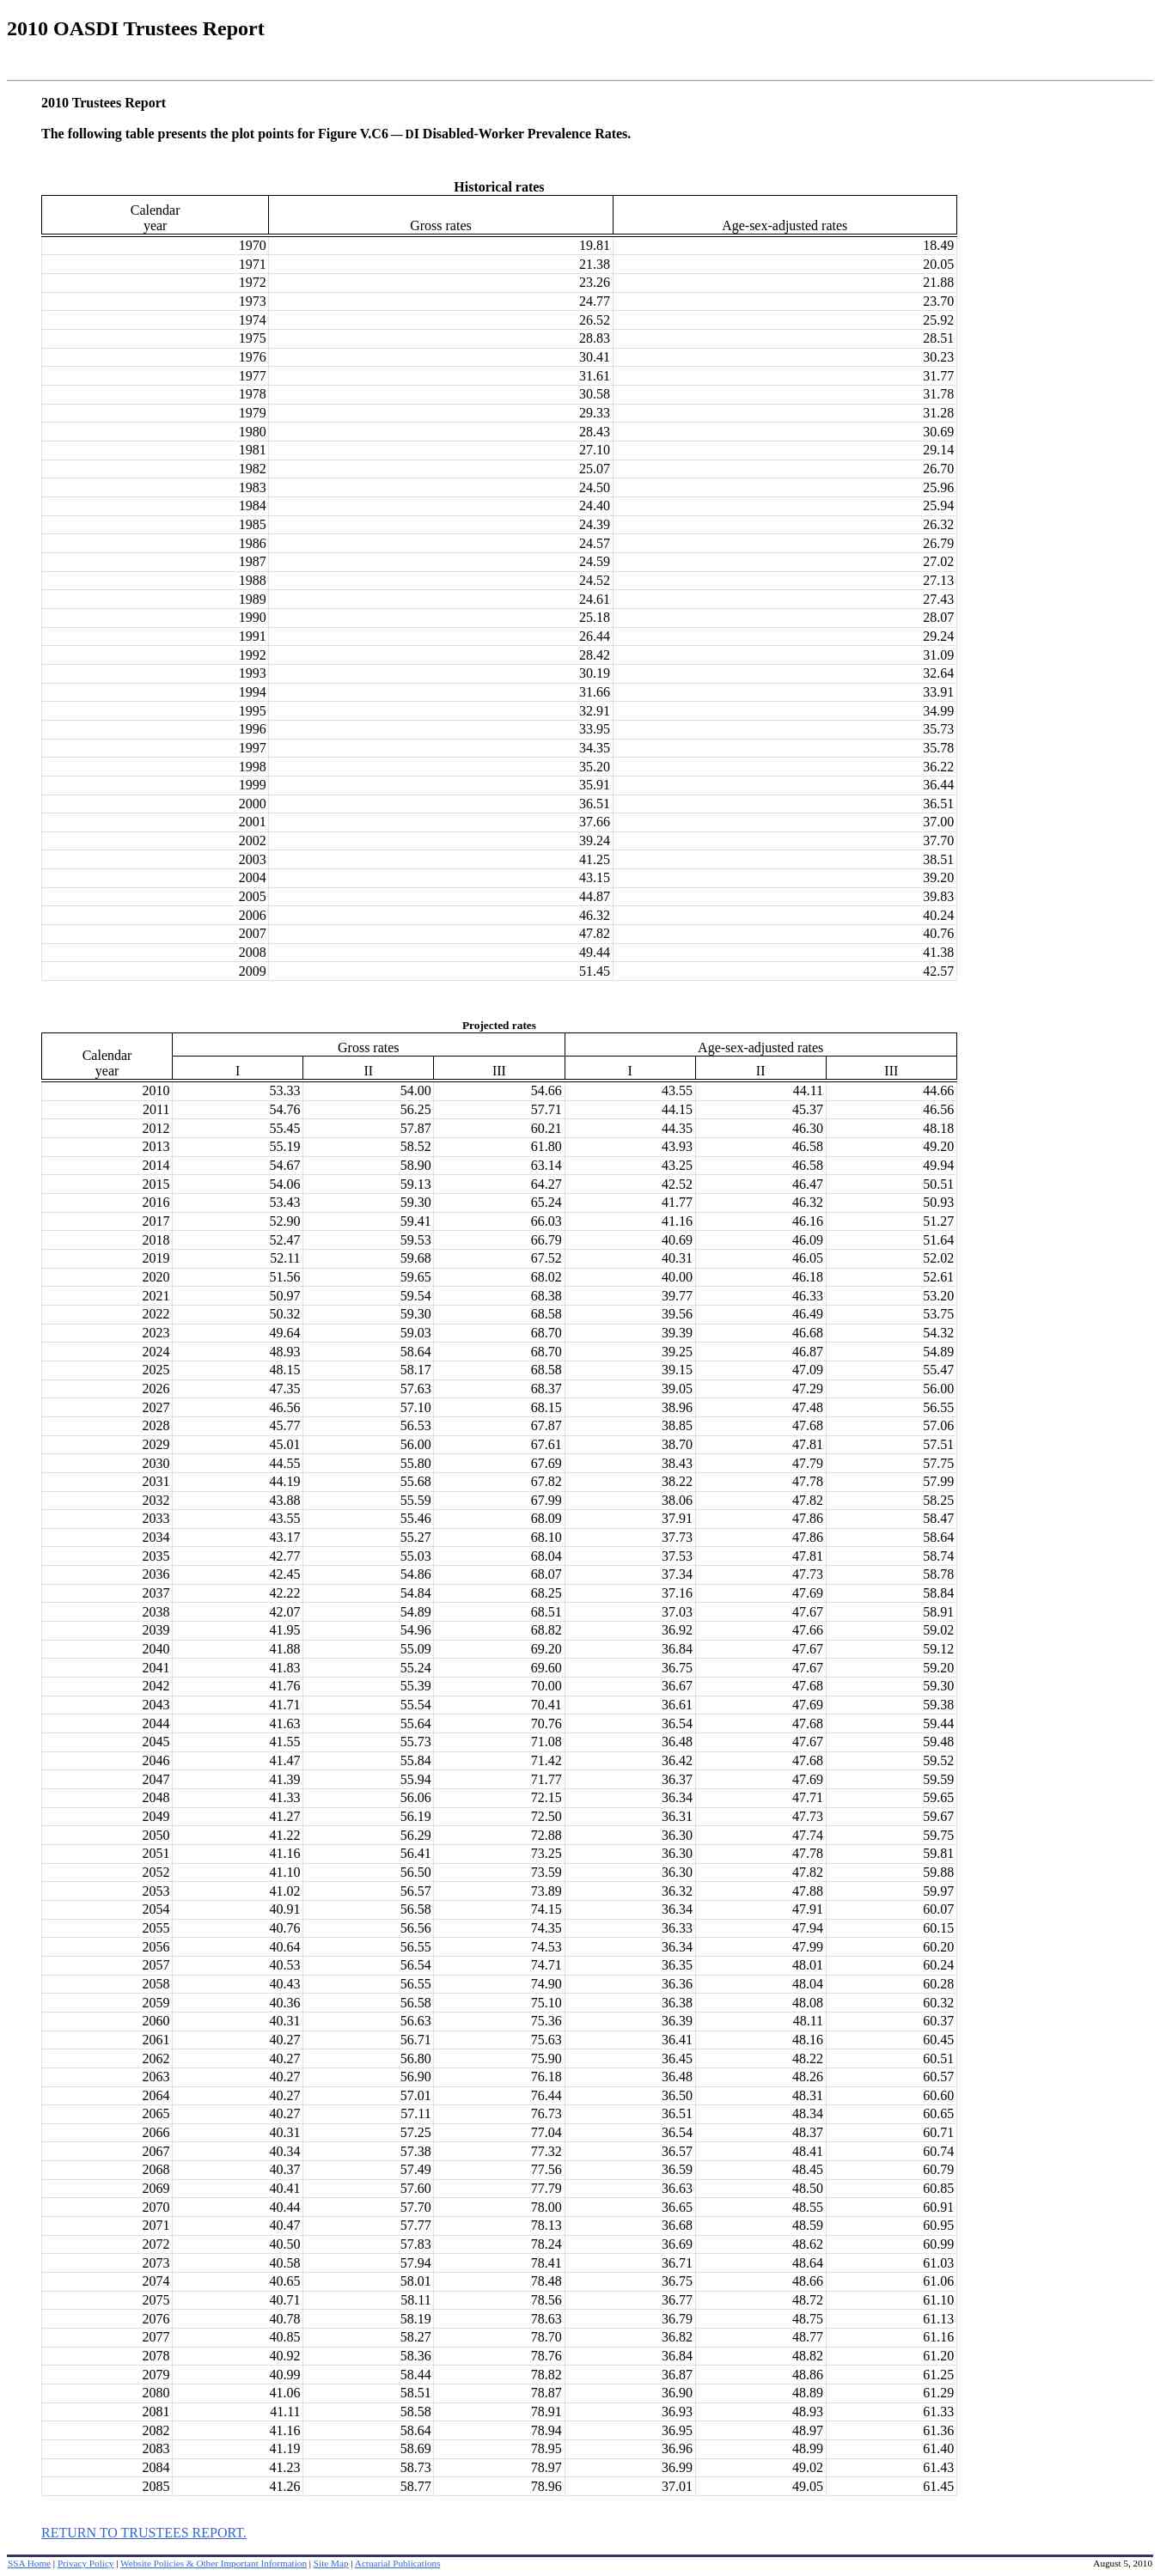 2010 OASDI Trustees Report
2010 Trustees Report
The following table presents the plot points for Figure V.C6 — DI Disabled-Worker Prevalence Rates.
Historical rates
Calendar
year Gross rates Age-sex-adjusted rates
1970 19.81 18.49
1971 21.38 20.05
1972 23.26 21.88
1973 24.77 23.70
1974 26.52 25.92
1975 28.83 28.51
1976 30.41 30.23
1977 31.61 31.77
1978 30.58 31.78
1979 29.33 31.28
1980 28.43 30.69
1981 27.10 29.14
1982 25.07 26.70
1983 24.50 25.96
1984 24.40 25.94
1985 24.39 26.32
1986 24.57 26.79
1987 24.59 27.02
1988 24.52 27.13
1989 24.61 27.43
1990 25.18 28.07
1991 26.44 29.24
1992 28.42 31.09
1993 30.19 32.64
1994 31.66 33.91
1995 32.91 34.99
1996 33.95 35.73
1997 34.35 35.78
1998 35.20 36.22
1999 35.91 36.44
2000 36.51 36.51
2001 37.66 37.00
2002 39.24 37.70
2003 41.25 38.51
2004 43.15 39.20
2005 44.87 39.83
2006 46.32 40.24
2007 47.82 40.76
2008 49.44 41.38
2009 51.45 42.57
Projected rates
Calendar
year Gross rates Age-sex-adjusted rates
I II III I II III
2010 53.33 54.00 54.66 43.55 44.11 44.66
2011 54.76 56.25 57.71 44.15 45.37 46.56
2012 55.45 57.87 60.21 44.35 46.30 48.18
2013 55.19 58.52 61.80 43.93 46.58 49.20
2014 54.67 58.90 63.14 43.25 46.58 49.94
2015 54.06 59.13 64.27 42.52 46.47 50.51
2016 53.43 59.30 65.24 41.77 46.32 50.93
2017 52.90 59.41 66.03 41.16 46.16 51.27
2018 52.47 59.53 66.79 40.69 46.09 51.64
2019 52.11 59.68 67.52 40.31 46.05 52.02
2020 51.56 59.65 68.02 40.00 46.18 52.61
2021 50.97 59.54 68.38 39.77 46.33 53.20
2022 50.32 59.30 68.58 39.56 46.49 53.75
2023 49.64 59.03 68.70 39.39 46.68 54.32
2024 48.93 58.64 68.70 39.25 46.87 54.89
2025 48.15 58.17 68.58 39.15 47.09 55.47
2026 47.35 57.63 68.37 39.05 47.29 56.00
2027 46.56 57.10 68.15 38.96 47.48 56.55
2028 45.77 56.53 67.87 38.85 47.68 57.06
2029 45.01 56.00 67.61 38.70 47.81 57.51
2030 44.55 55.80 67.69 38.43 47.79 57.75
2031 44.19 55.68 67.82 38.22 47.78 57.99
2032 43.88 55.59 67.99 38.06 47.82 58.25
2033 43.55 55.46 68.09 37.91 47.86 58.47
2034 43.17 55.27 68.10 37.73 47.86 58.64
2035 42.77 55.03 68.04 37.53 47.81 58.74
2036 42.45 54.86 68.07 37.34 47.73 58.78
2037 42.22 54.84 68.25 37.16 47.69 58.84
2038 42.07 54.89 68.51 37.03 47.67 58.91
2039 41.95 54.96 68.82 36.92 47.66 59.02
2040 41.88 55.09 69.20 36.84 47.67 59.12
2041 41.83 55.24 69.60 36.75 47.67 59.20
2042 41.76 55.39 70.00 36.67 47.68 59.30
2043 41.71 55.54 70.41 36.61 47.69 59.38
2044 41.63 55.64 70.76 36.54 47.68 59.44
2045 41.55 55.73 71.08 36.48 47.67 59.48
2046 41.47 55.84 71.42 36.42 47.68 59.52
2047 41.39 55.94 71.77 36.37 47.69 59.59
2048 41.33 56.06 72.15 36.34 47.71 59.65
2049 41.27 56.19 72.50 36.31 47.73 59.67
2050 41.22 56.29 72.88 36.30 47.74 59.75
2051 41.16 56.41 73.25 36.30 47.78 59.81
2052 41.10 56.50 73.59 36.30 47.82 59.88
2053 41.02 56.57 73.89 36.32 47.88 59.97
2054 40.91 56.58 74.15 36.34 47.91 60.07
2055 40.76 56.56 74.35 36.33 47.94 60.15
2056 40.64 56.55 74.53 36.34 47.99 60.20
2057 40.53 56.54 74.71 36.35 48.01 60.24
2058 40.43 56.55 74.90 36.36 48.04 60.28
2059 40.36 56.58 75.10 36.38 48.08 60.32
2060 40.31 56.63 75.36 36.39 48.11 60.37
2061 40.27 56.71 75.63 36.41 48.16 60.45
2062 40.27 56.80 75.90 36.45 48.22 60.51
2063 40.27 56.90 76.18 36.48 48.26 60.57
2064 40.27 57.01 76.44 36.50 48.31 60.60
2065 40.27 57.11 76.73 36.51 48.34 60.65
2066 40.31 57.25 77.04 36.54 48.37 60.71
2067 40.34 57.38 77.32 36.57 48.41 60.74
2068 40.37 57.49 77.56 36.59 48.45 60.79
2069 40.41 57.60 77.79 36.63 48.50 60.85
2070 40.44 57.70 78.00 36.65 48.55 60.91
2071 40.47 57.77 78.13 36.68 48.59 60.95
2072 40.50 57.83 78.24 36.69 48.62 60.99
2073 40.58 57.94 78.41 36.71 48.64 61.03
2074 40.65 58.01 78.48 36.75 48.66 61.06
2075 40.71 58.11 78.56 36.77 48.72 61.10
2076 40.78 58.19 78.63 36.79 48.75 61.13
2077 40.85 58.27 78.70 36.82 48.77 61.16
2078 40.92 58.36 78.76 36.84 48.82 61.20
2079 40.99 58.44 78.82 36.87 48.86 61.25
2080 41.06 58.51 78.87 36.90 48.89 61.29
2081 41.11 58.58 78.91 36.93 48.93 61.33
2082 41.16 58.64 78.94 36.95 48.97 61.36
2083 41.19 58.69 78.95 36.96 48.99 61.40
2084 41.23 58.73 78.97 36.99 49.02 61.43
2085 41.26 58.77 78.96 37.01 49.05 61.45
RETURN TO TRUSTEES REPORT.
SSA Home | Privacy Policy | Website Policies & Other Important Information | Site Map | Actuarial Publications August 5, 2010